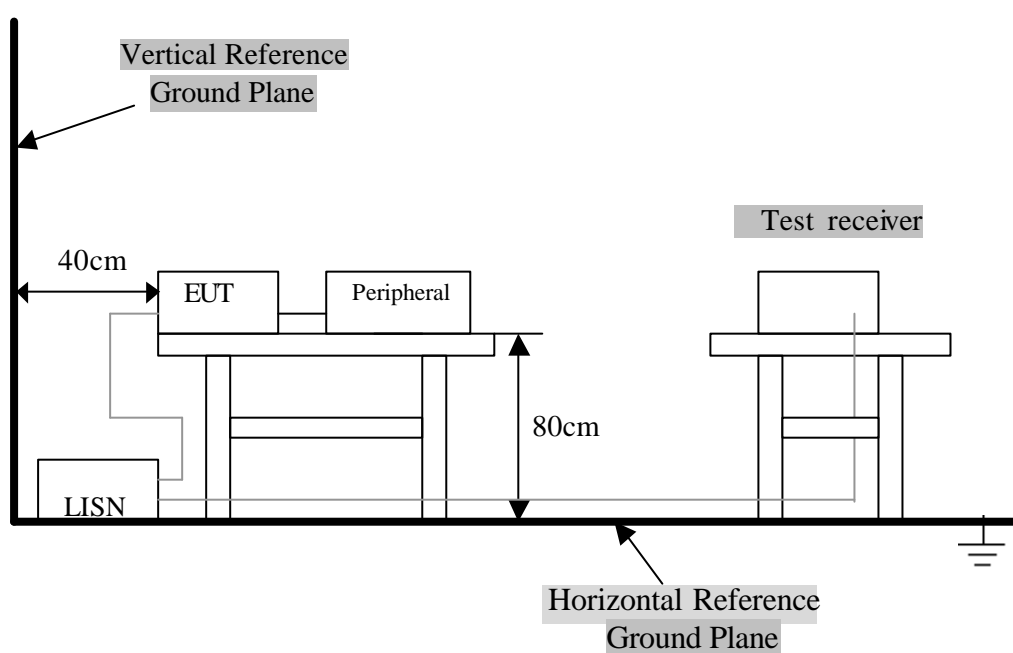 Vertical Reference
Ground Plane
Test receiver
40cm
EUT
Peripheral
80cm
LISN
Horizontal Reference
Ground Plane